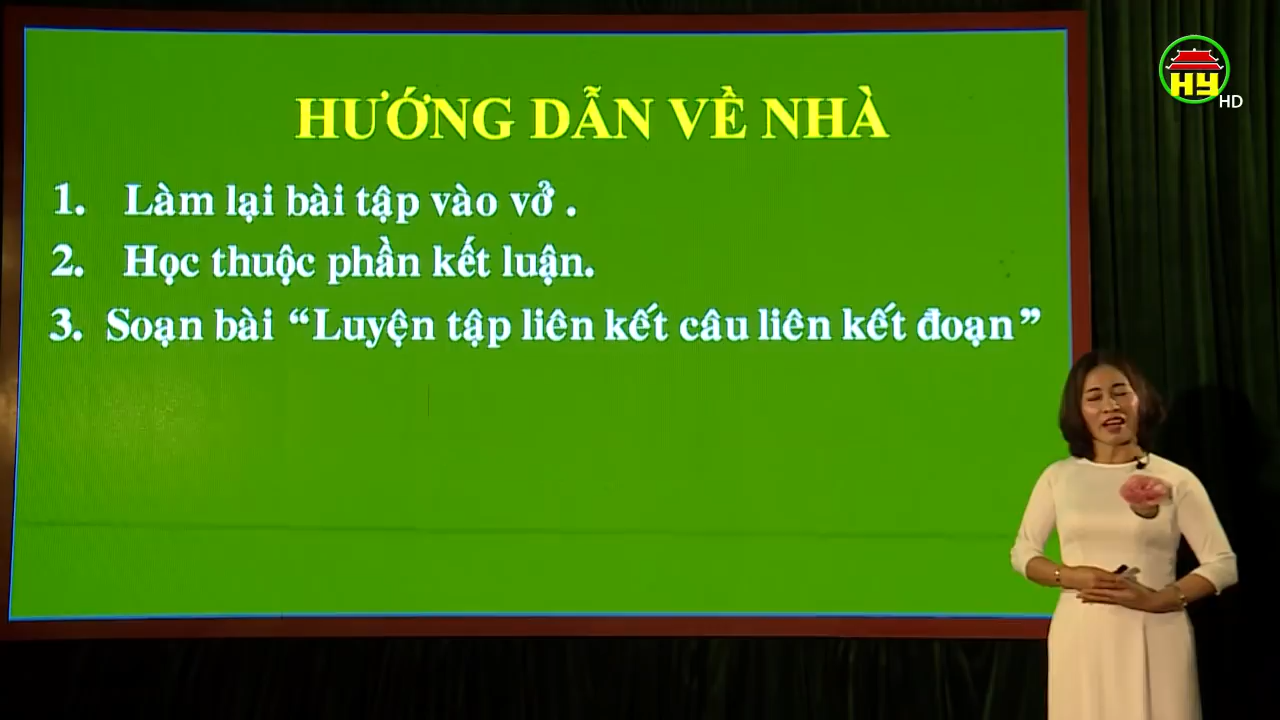 HY HD
HƯỚNG DẪN VỀ NHÀ
1. Làm lại bài tập vào vở .
2. Học thuộc phần kết luận.
3. Soạn bài “Luyện tập liên kết câu liên kết đoạn”